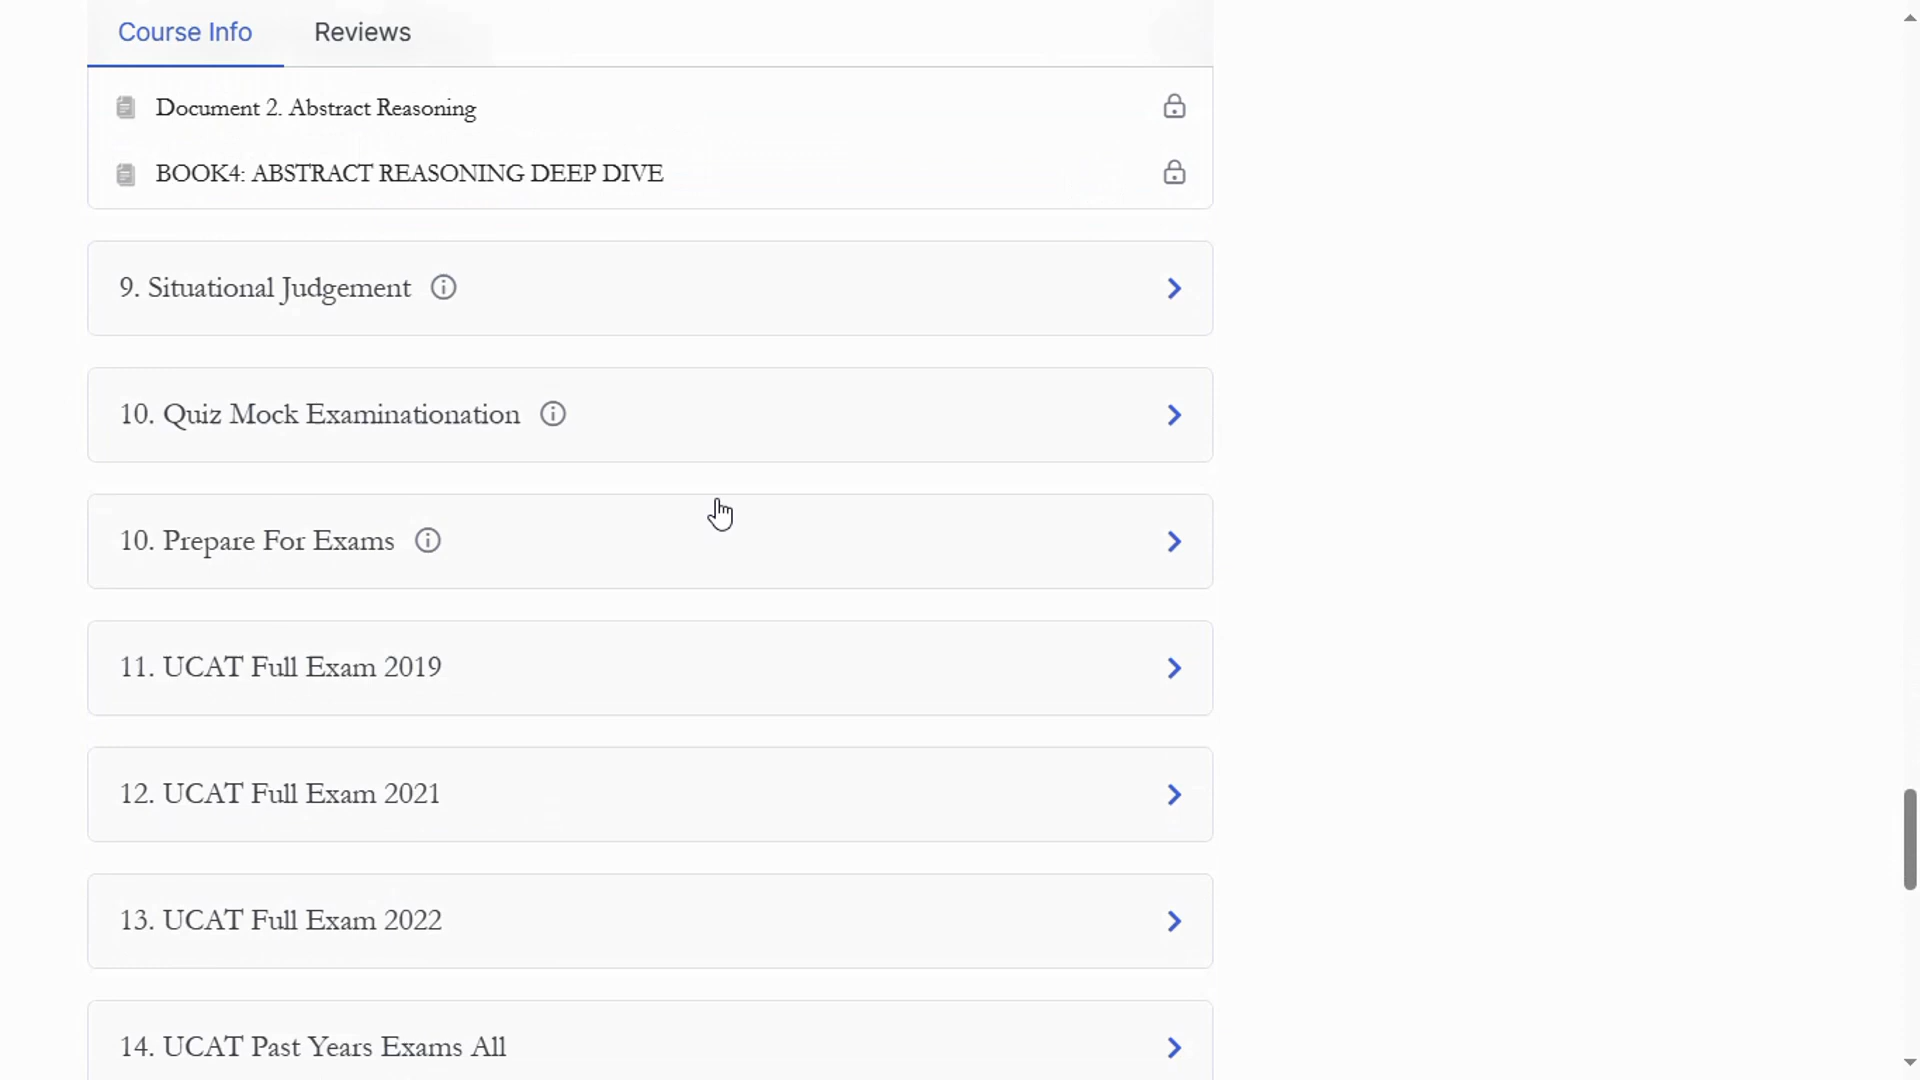 Course Info Reviews
Document 2. Abstract Reasoning
BOOK4: ABSTRACT REASONING DEEP DIVE
9. Situational Judgement
10. Quiz Mock Examinationation
10. Prepare For Exams
11. UCAT Full Exam 2019
12. UCAT Full Exam 2021
13. UCAT Full Exam 2022
14. UCAT Past Years Exams All